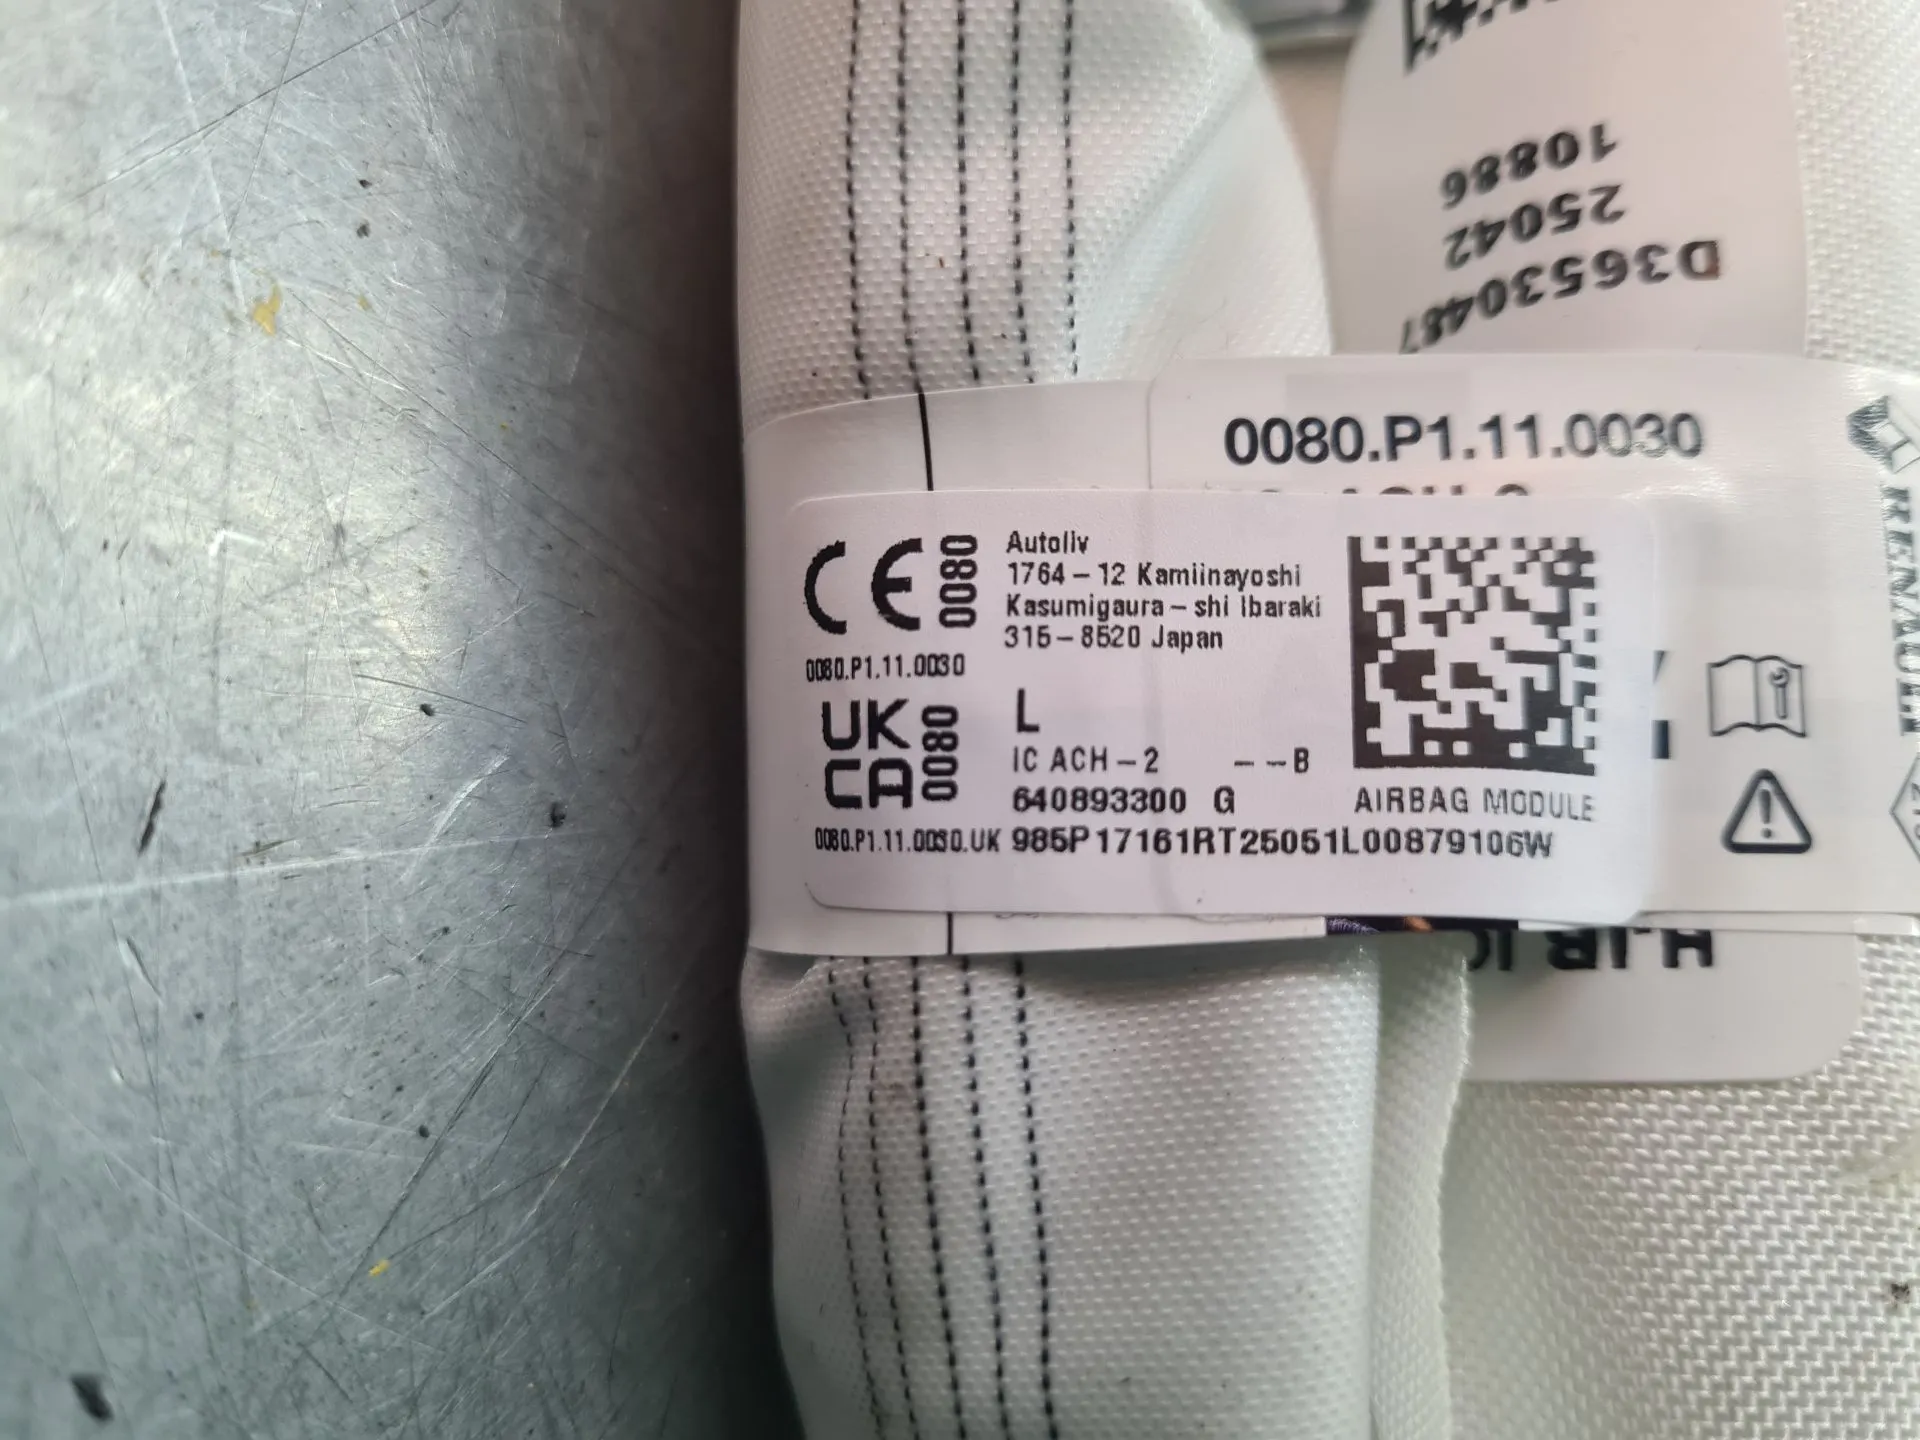 10886
25042
D3653048
0080.P1.11.0030
RENAULT
CE 0080
Autoliv
1764-12 Kamiinayoshi
Kasumigaura-shi Ibaraki
315-8520 Japan
0080.P1.11.0030
UK
CA 0080
L
IC ACH-2 --B
640893300 G
AIRBAG MODULE
0080.P1.11.0030.UK 985P17161RT25051L00879106W